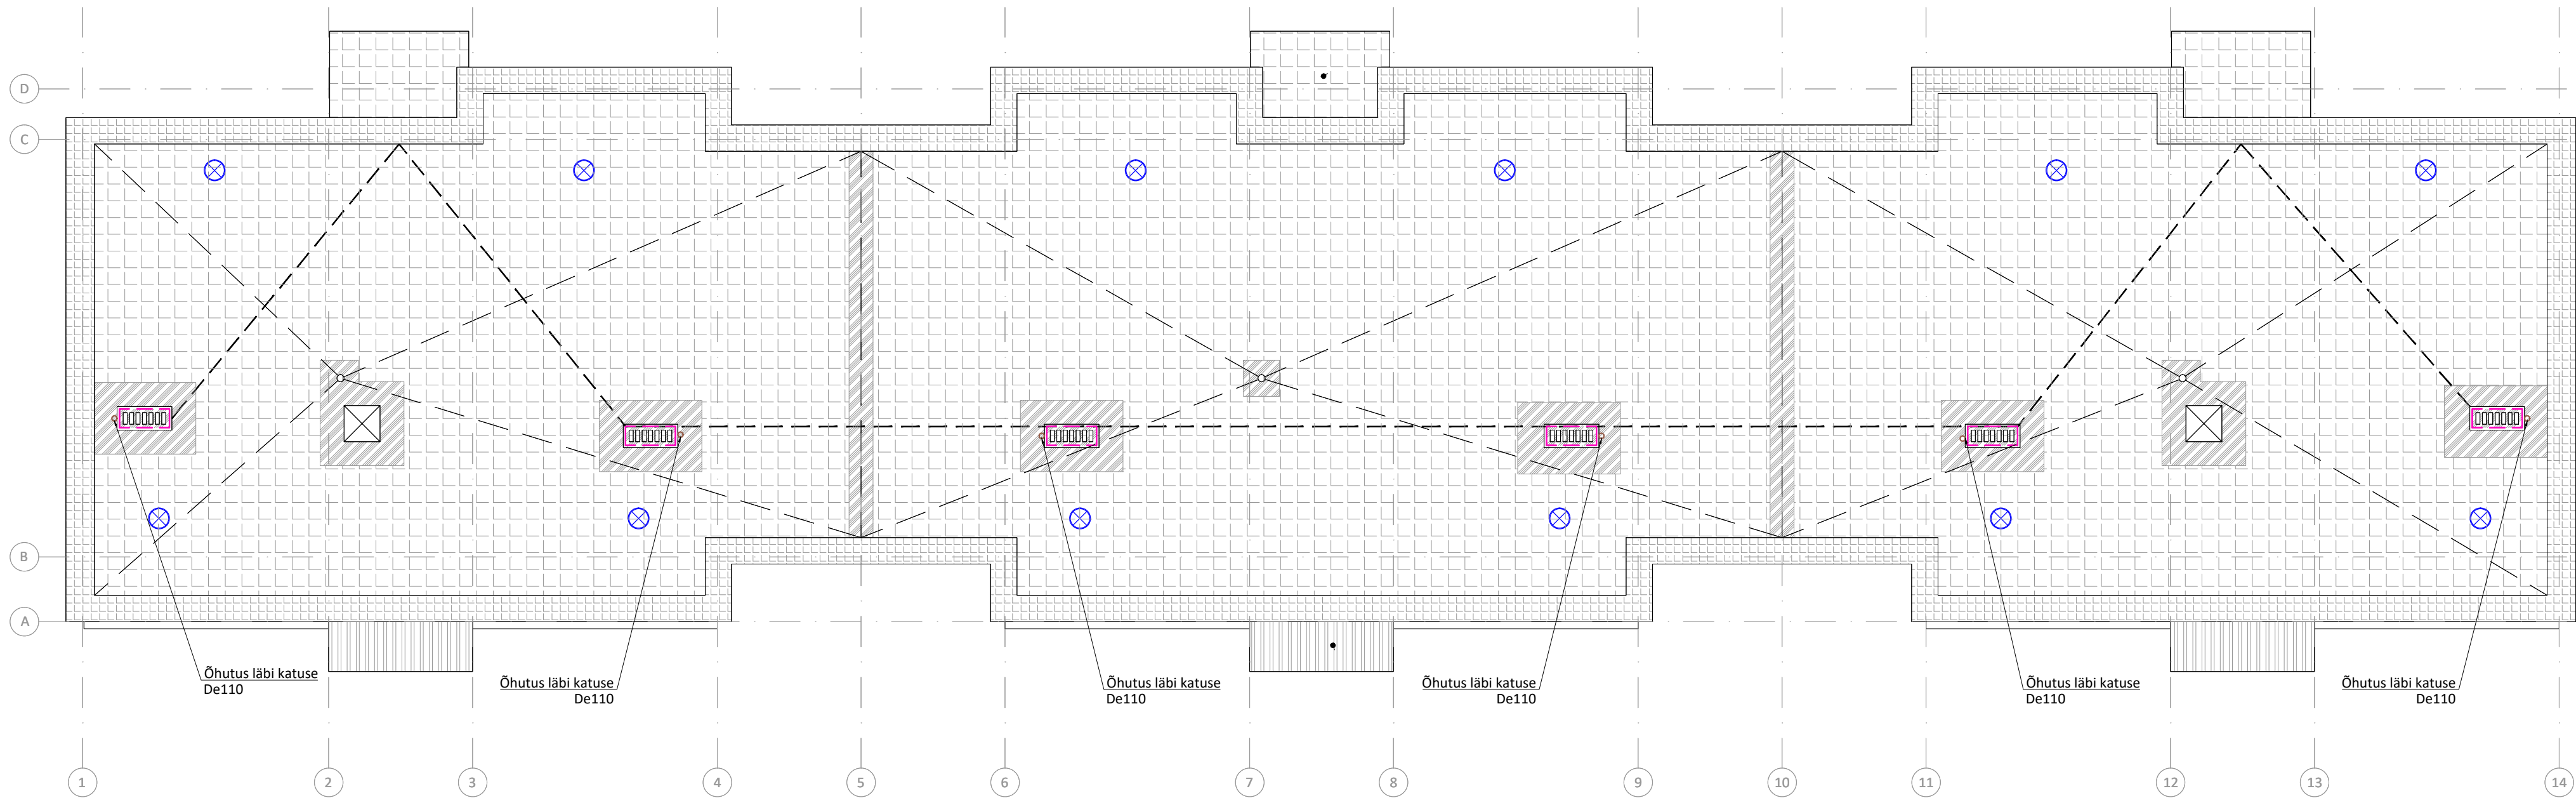 D
C
B
A
Õhutus läbi katuse
De110
Õhutus läbi katuse
De110
Õhutus läbi katuse
De110
Õhutus läbi katuse
De110
Õhutus läbi katuse
De110
Õhutus läbi katuse
De110
1
2
3
4
5
6
7
8
9
10
11
12
13
14